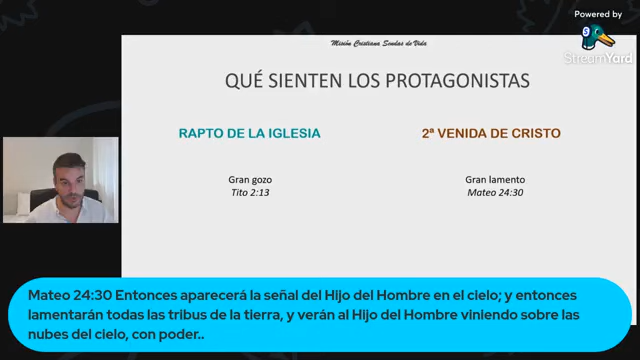 Powered by
StreamYard
Misión Cristiana Sendas de Vida
QUÉ SIENTEN LOS PROTAGONISTAS
RAPTO DE LA IGLESIA
2ª VENIDA DE CRISTO
Gran gozo
Tito 2:13
Gran lamento
Mateo 24:30
Mateo 24:30 Entonces aparecerá la señal del Hijo del Hombre en el cielo; y entonces
lamentarán todas las tribus de la tierra, y verán al Hijo del Hombre viniendo sobre las
nubes del cielo, con poder..